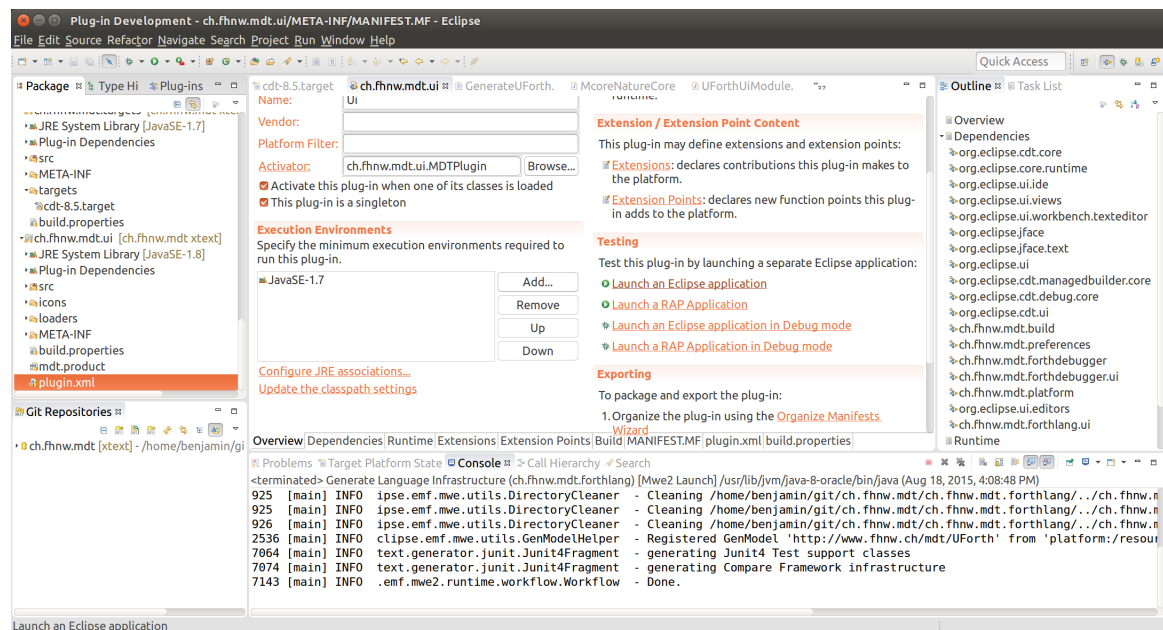 Plug-in Development - ch.fhnw.mdt.ui/META-INF/MANIFEST.MF - Eclipse
File Edit Source Refactor Navigate Search Project Run Window Help
Quick Access
Package Type Hi Plug-ins
JRE System Library [JavaSE-1.7]
Plug-in Dependencies
src
META-INF
targets
cdt-8.5.target
build.properties
ch.fhnw.mdt.ui [ch.fhnw.mdt xtext]
JRE System Library [JavaSE-1.8]
Plug-in Dependencies
src
icons
loaders
META-INF
build.properties
mdt.product
plugin.xml
Git Repositories
ch.fhnw.mdt [xtext] - /home/benjamin/gi
cdt-8.5.target ch.fhnw.mdt.ui GenerateUForth. McoreNatureCore UForthUiModule. "27
Name: Ui
Vendor:
Platform Filter:
Activator: ch.fhnw.mdt.ui.MDTPlugin Browse...
Activate this plug-in when one of its classes is loaded
This plug-in is a singleton
Execution Environments
Specify the minimum execution environments required to
run this plug-in.
JavaSE-1.7
Add...
Remove
Up
Down
Configure JRE associations...
Update the classpath settings
runtime.
Extension / Extension Point Content
This plug-in may define extensions and extension points:
Extensions: declares contributions this plug-in makes to
the platform.
Extension Points: declares new function points this plug-
in adds to the platform.
Testing
Test this plug-in by launching a separate Eclipse application:
Launch an Eclipse application
Launch a RAP Application
Launch an Eclipse application in Debug mode
Launch a RAP Application in Debug mode
Exporting
To package and export the plug-in:
1. Organize the plug-in using the Organize Manifests
Wizard
Overview Dependencies Runtime Extensions Extension Points Build MANIFEST.MF plugin.xml build.properties
Outline Task List
Overview
Dependencies
org.eclipse.cdt.core
org.eclipse.core.runtime
org.eclipse.ui.ide
org.eclipse.ui.views
org.eclipse.ui.workbench.texteditor
org.eclipse.jface
org.eclipse.jface.text
org.eclipse.ui
org.eclipse.cdt.managedbuilder.core
org.eclipse.cdt.debug.core
org.eclipse.cdt.ui
ch.fhnw.mdt.build
ch.fhnw.mdt.preferences
ch.fhnw.mdt.forthdebugger
ch.fhnw.mdt.forthdebugger.ui
ch.fhnw.mdt.platform
org.eclipse.ui.editors
ch.fhnw.mdt.forthlang.ui
Runtime
Problems Target Platform State Console Call Hierarchy Search
<terminated> Generate Language Infrastructure (ch.fhnw.mdt.forthlang) [Mwe2 Launch] /usr/lib/jvm/java-8-oracle/bin/java (Aug 18, 2015, 4:08:48 PM)
925 [main] INFO ipse.emf.mwe.utils.DirectoryCleaner - Cleaning /home/benjamin/git/ch.fhnw.mdt/ch.fhnw.mdt.forthlang/../ch.fhnw.m
925 [main] INFO ipse.emf.mwe.utils.DirectoryCleaner - Cleaning /home/benjamin/git/ch.fhnw.mdt/ch.fhnw.mdt.forthlang/../ch.fhnw.m
926 [main] INFO ipse.emf.mwe.utils.DirectoryCleaner - Cleaning /home/benjamin/git/ch.fhnw.mdt/ch.fhnw.mdt.forthlang/../ch.fhnw.m
2536 [main] INFO clipse.emf.mwe.utils.GenModelHelper - Registered GenModel 'http://www.fhnw.ch/mdt/UForth' from 'platform:/resour
7064 [main] INFO text.generator.junit.Junit4Fragment - generating Junit4 Test support classes
7074 [main] INFO text.generator.junit.Junit4Fragment - generating Compare Framework infrastructure
7143 [main] INFO .emf.mwe2.runtime.workflow.Workflow - Done.
Launch an Eclipse application